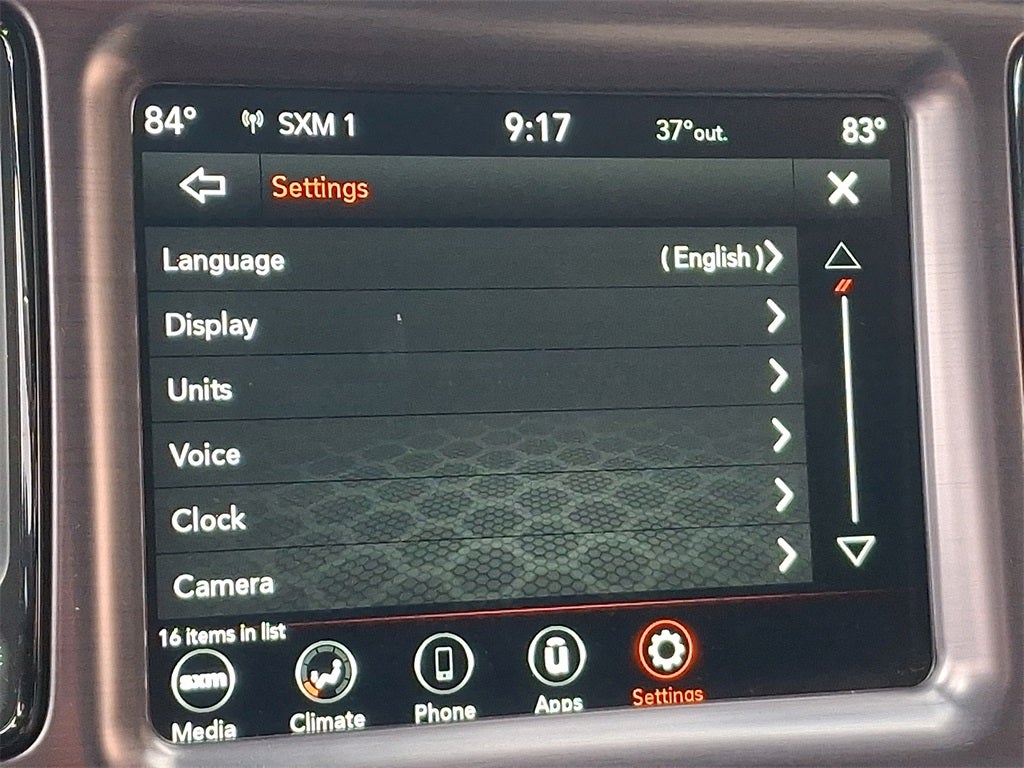 84° SXM 1 9:17 37°out. 83°
Settings
Language (English)
Display
Units
Voice
Clock
Camera
16 items in list
sxm ū
Media Climate Phone Apps Settings